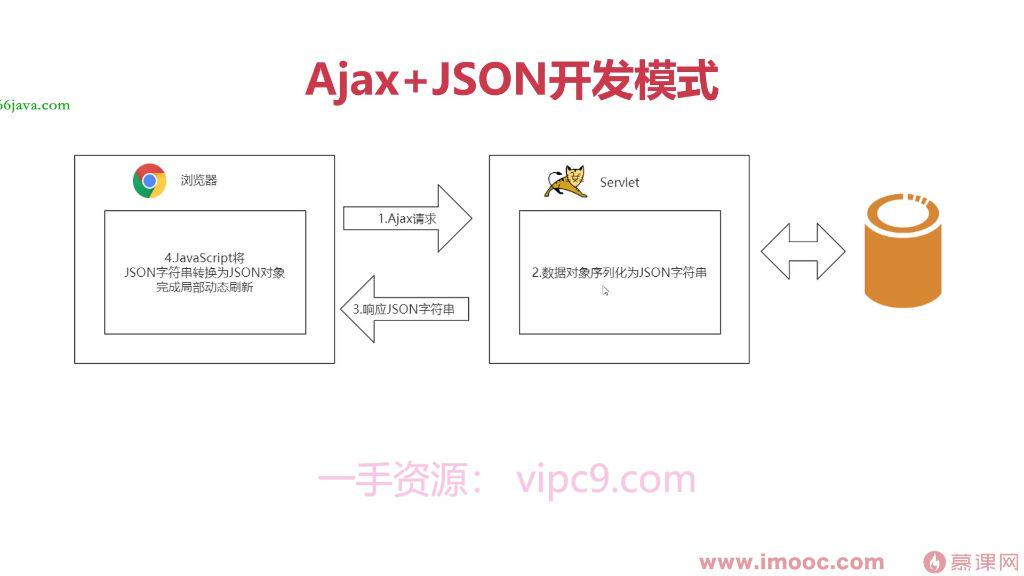 Ajax+JSON开发模式
66java.com
浏览器
Servlet
1.Ajax请求
4.JavaScript将
JSON字符串转换为JSON对象
完成局部动态刷新
2.数据对象序列化为JSON字符串
3.响应JSON字符串
一手资源： vipc9.com
www.imooc.com
慕课网